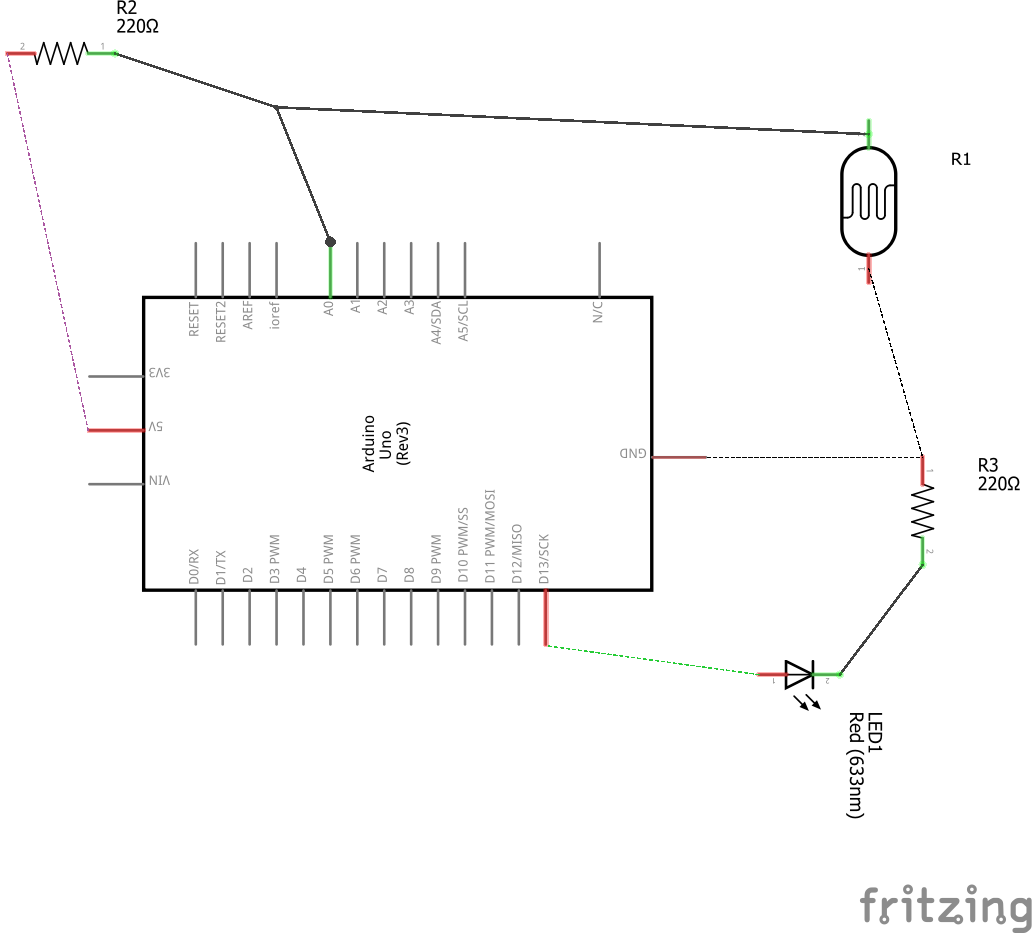 R2
220Ω
2
1
R1
1
RESET
RESET2
AREF
ioref
A0
A1
A2
A3
A4/SDA
A5/SCL
N/C
3V3
5V
VIN
Arduino
Uno
(Rev3)
GND
R3
220Ω
1
2
D0/RX
D1/TX
D2
D3 PWM
D4
D5 PWM
D6 PWM
D7
D8
D9 PWM
D10 PWM/SS
D11 PWM/MOSI
D12/MISO
D13/SCK
1
2
LED1
Red (633nm)
fritzing